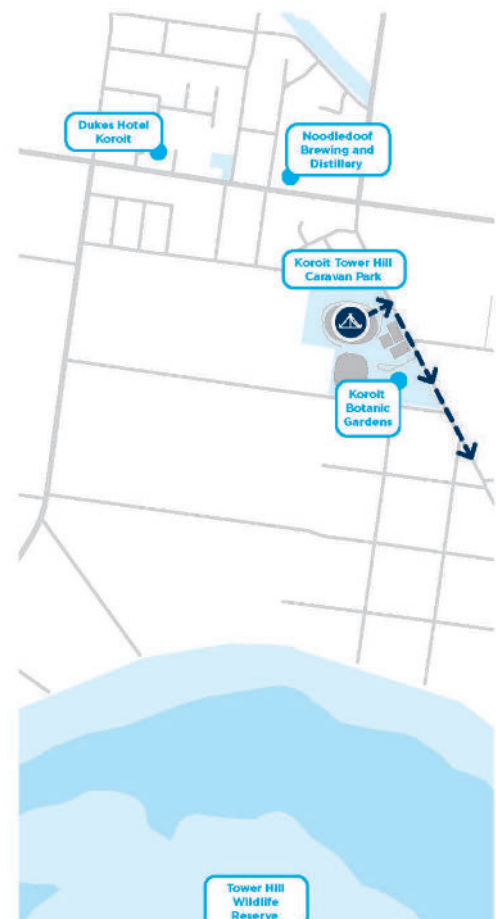 Dukes Hotel
Koroit
Noodledoof
Brewing and
Distillery
Koroit Tower Hill
Caravan Park
Koroit
Botanic
Gardens
Tower Hill
Wildlife
Reserve